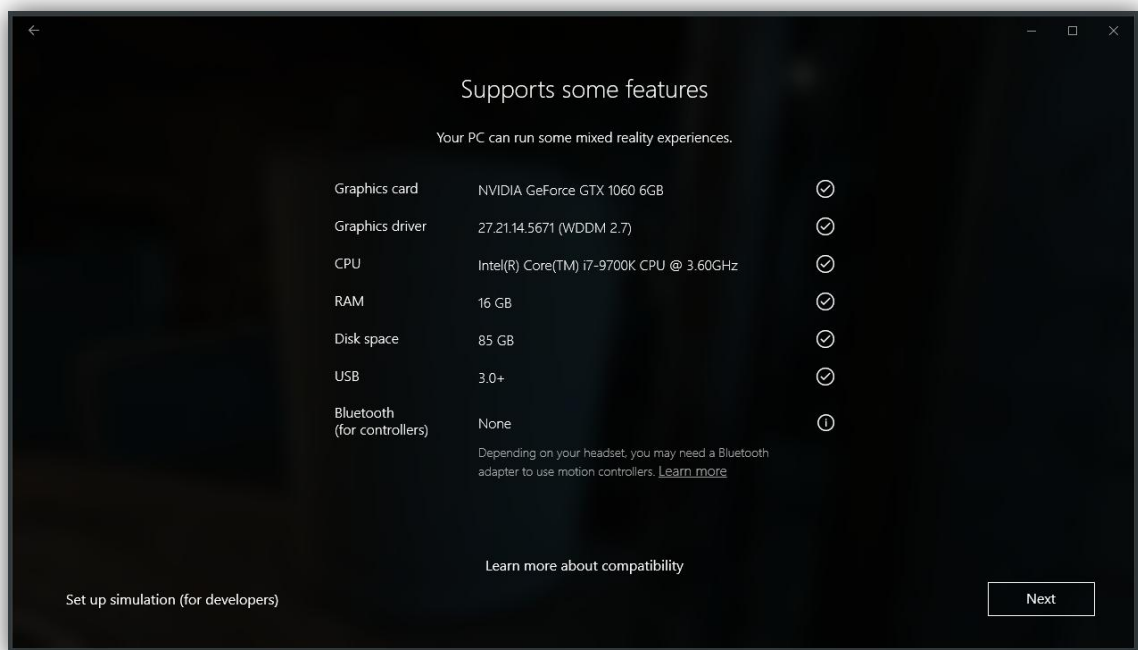 Supports some features
Your PC can run some mixed reality experiences.
Graphics card NVIDIA GeForce GTX 1060 6GB
Graphics driver 27.21.14.5671 (WDDM 2.7)
CPU Intel(R) Core(TM) i7-9700K CPU @ 3.60GHz
RAM 16 GB
Disk space 85 GB
USB 3.0+
Bluetooth
(for controllers) None
Depending on your headset, you may need a Bluetooth
adapter to use motion controllers. Learn more
Learn more about compatibility
Set up simulation (for developers) Next